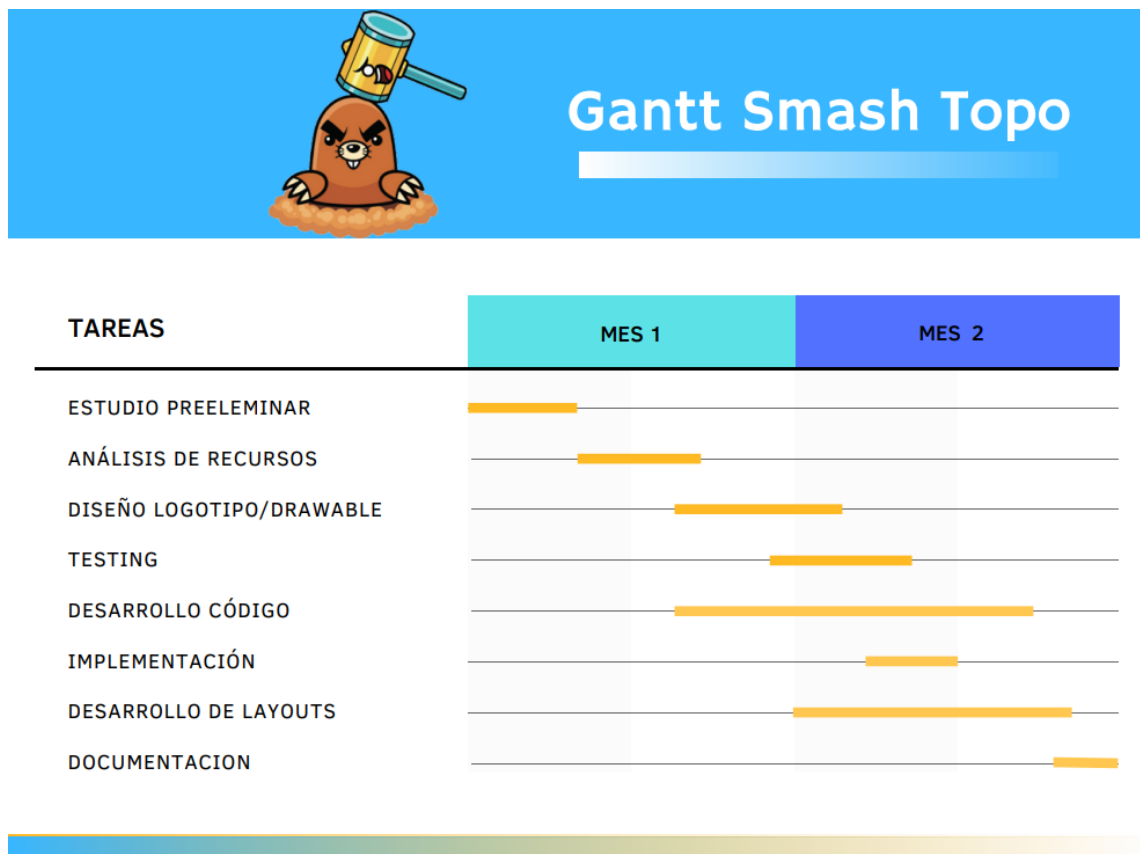 Gantt Smash Topo
TAREAS
MES 1
MES 2
ESTUDIO PREELEMINAR
ANÁLISIS DE RECURSOS
DISEÑO LOGOTIPO/DRAWABLE
TESTING
DESARROLLO CÓDIGO
IMPLEMENTACIÓN
DESARROLLO DE LAYOUTS
DOCUMENTACION